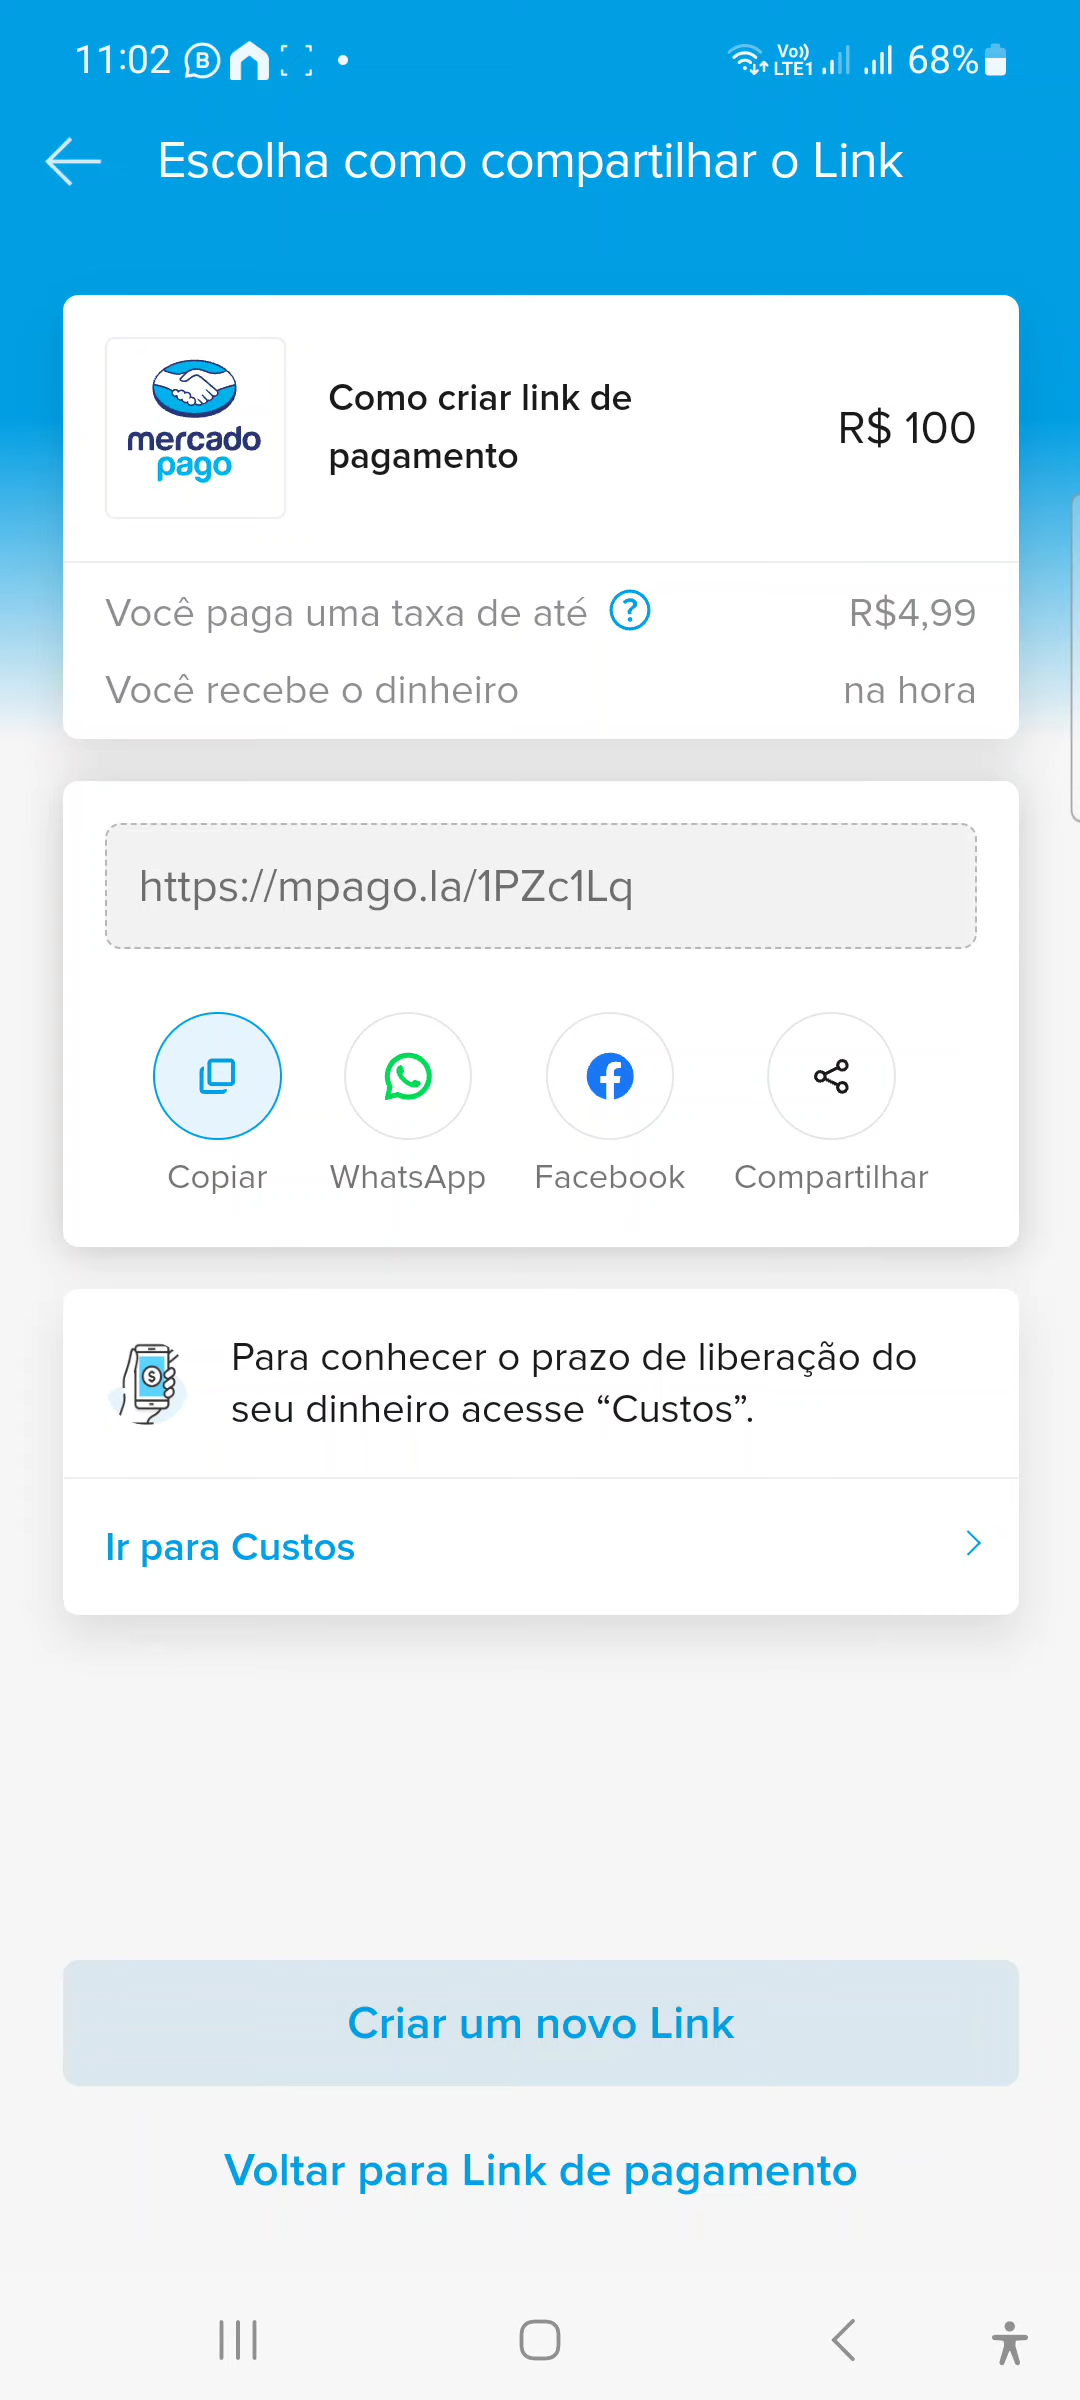 11:02
Vo))
LTE1
68%
Escolha como compartilhar o Link
mercado
pago
Como criar link de
pagamento
R$ 100
Você paga uma taxa de até ? R$4,99
Você recebe o dinheiro na hora
https://mpago.la/1PZc1Lq
Copiar WhatsApp Facebook Compartilhar
Para conhecer o prazo de liberação do
seu dinheiro acesse “Custos”.
Ir para Custos
Criar um novo Link
Voltar para Link de pagamento